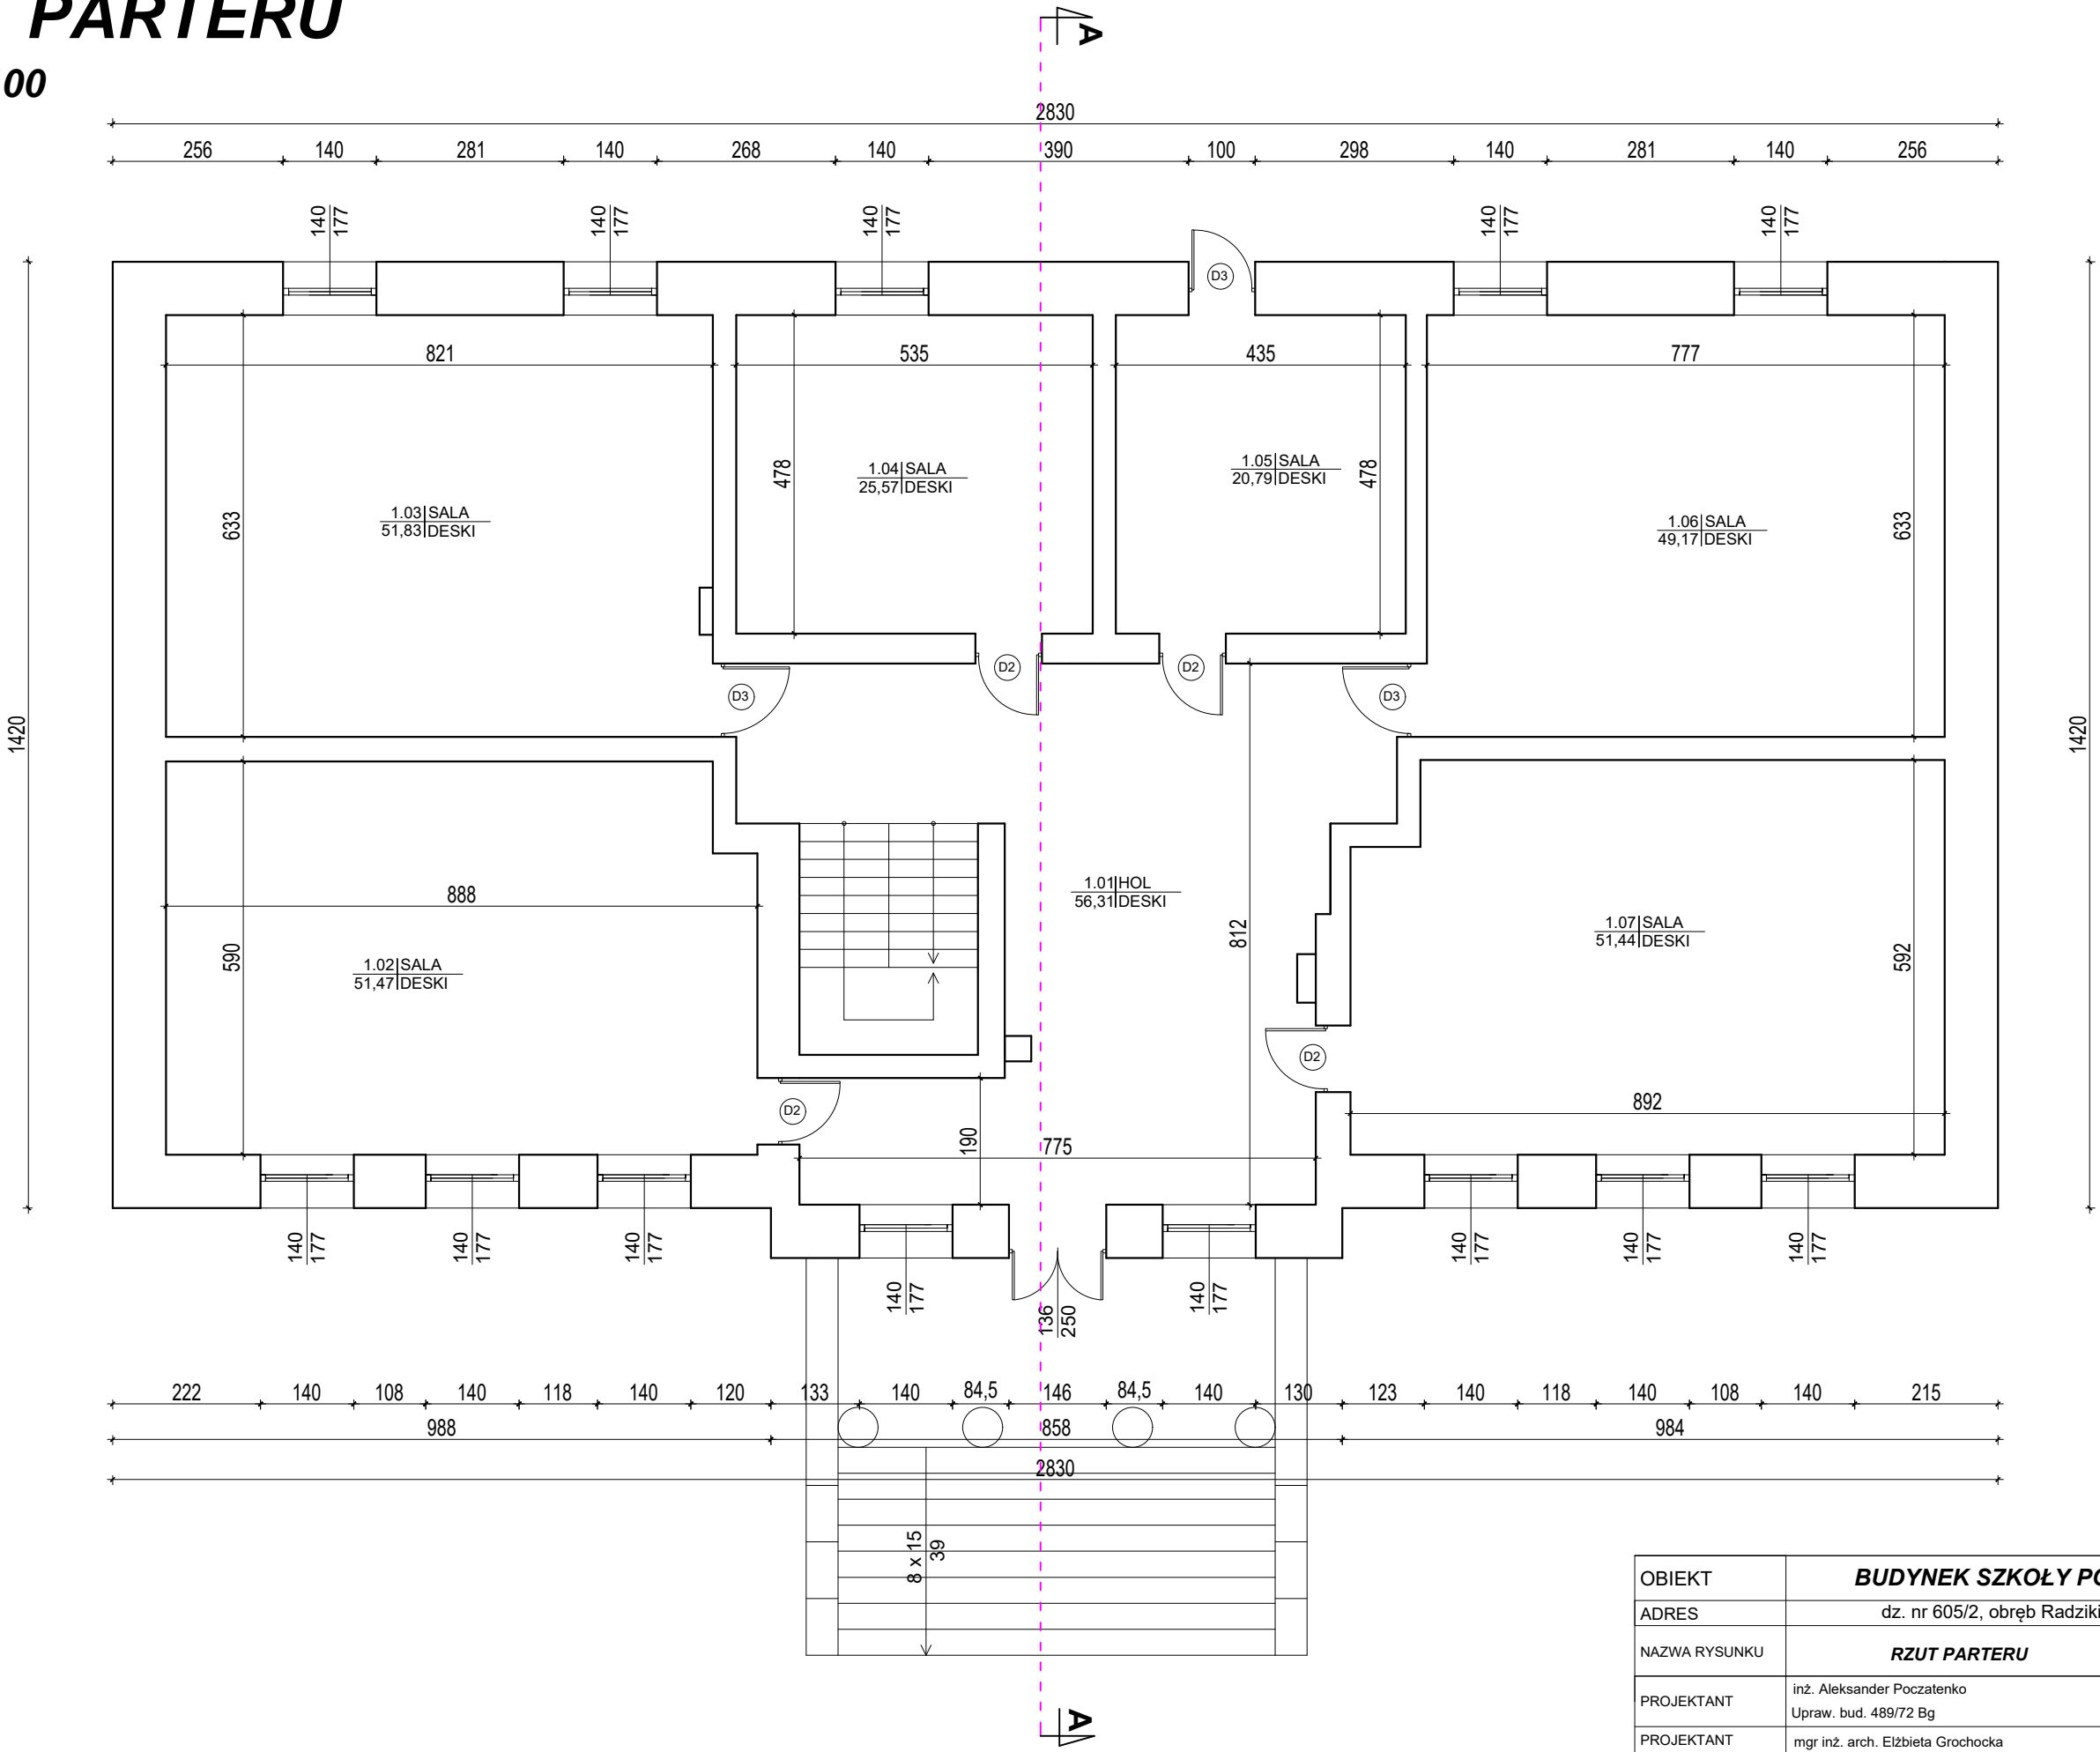 PARTERU
00
A
2830
256 140 281 140 268 140 390 100 298 140 281 140 256
140 177 140 177 140 177 140 177 140 177
D3
821 535 435 777
1420 633 478 478 633 1420
1.03 SALA
51,83 DESKI
1.04 SALA
25,57 DESKI
1.05 SALA
20,79 DESKI
1.06 SALA
49,17 DESKI
D3 D2 D2 D3
888
590
1.02 SALA
51,47 DESKI
1.01 HOL
56,31 DESKI
812
1.07 SALA
51,44 DESKI
592
D2
D2
892
190
775
140 177 140 177 140 177 140 177 140 177 140 177 140 177 140 177
136 250
222 140 108 140 118 140 120 133 140 84,5 146 84,5 140 130 123 140 118 140 108 140 215
988 858 984
2830
8 x 15
39
A
OBIEKT BUDYNEK SZKOŁY
ADRES dz. nr 605/2, obręb
NAZWA RYSUNKU RZUT PARTERU
PROJEKTANT inż. Aleksander Poczatenko
Upraw. bud. 489/72 Bg
PROJEKTANT mgr inż. arch. Elżbieta Grochocka